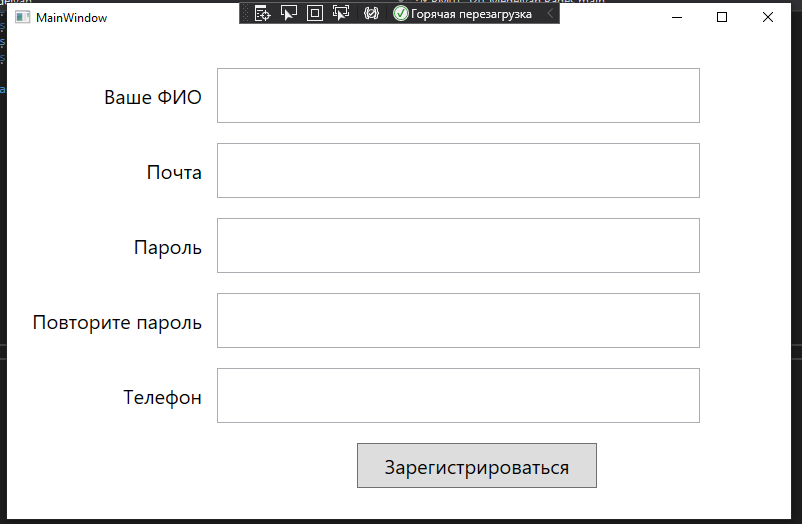 MainWindow
Горячая перезагрузка
Ваше ФИО
Почта
Пароль
Повторите пароль
Телефон
Зарегистрироваться